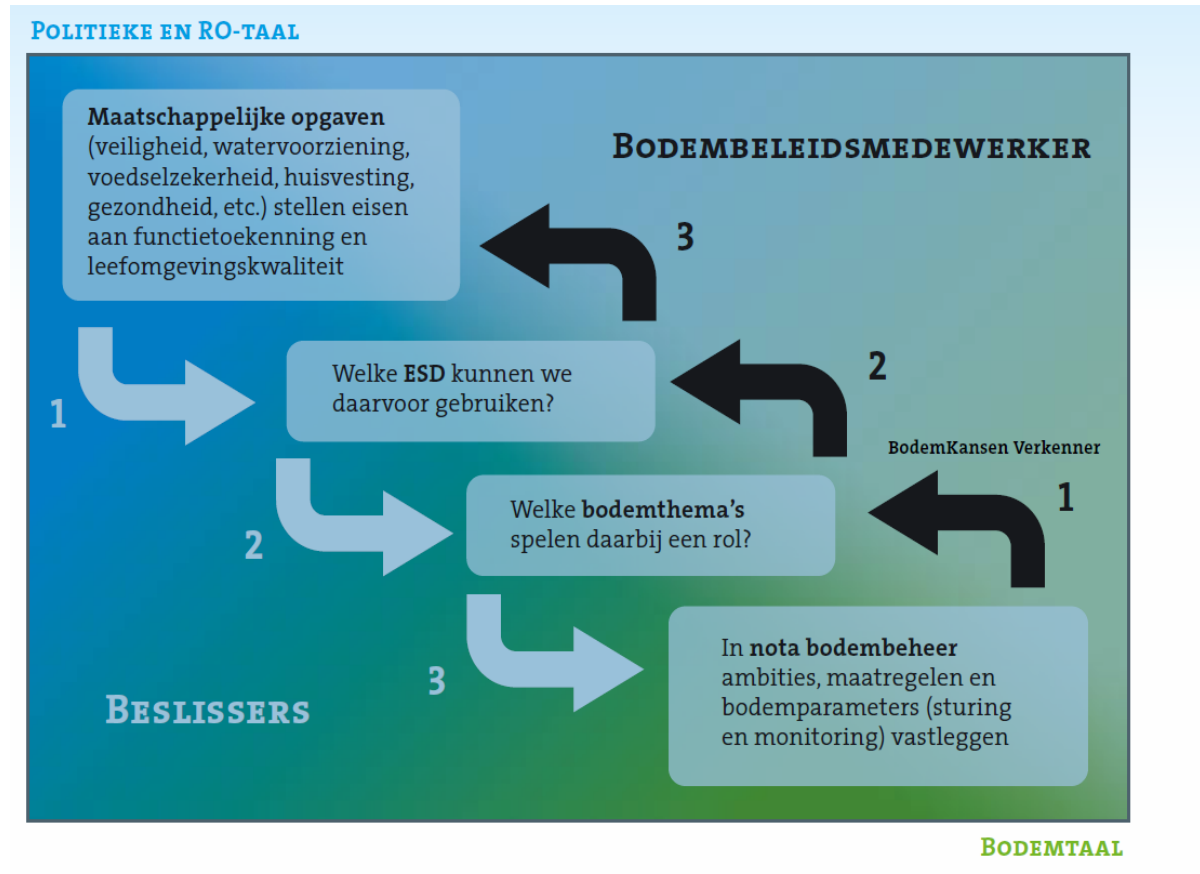 POLITIEKE EN RO-TAAL
Maatschappelijke opgaven
(veiligheid, watervoorziening,
voedselzekerheid, huisvesting,
gezondheid, etc.) stellen eisen
aan functietoekenning en
leefomgevingskwaliteit
BODEMBELEIDSMEDEWERKER
3
1
Welke ESD kunnen we
daarvoor gebruiken?
2
BodemKansen Verkenner
2
Welke bodemthema's
spelen daarbij een rol?
1
3
In nota bodembeheer
ambities, maatregelen en
bodemparameters (sturing
en monitoring) vastleggen
BESLISSERS
BODEMTAAL